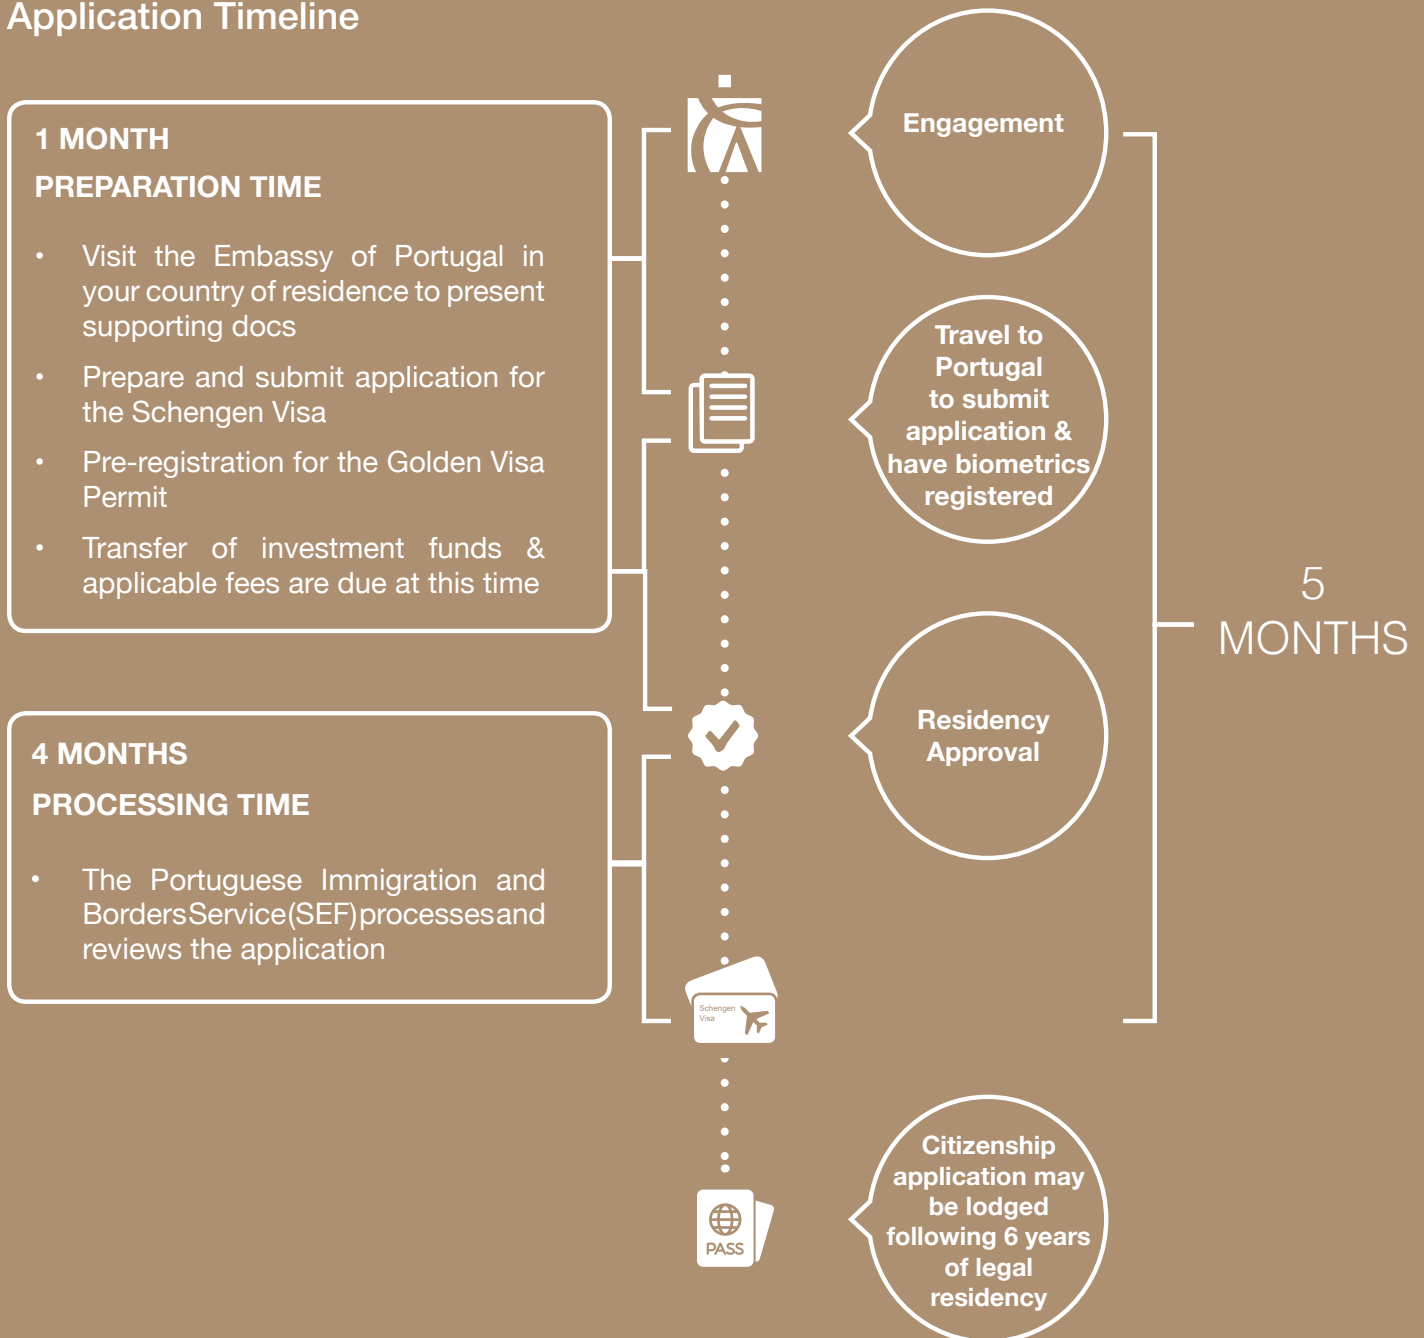 Application Timeline
1 MONTH
PREPARATION TIME
• Visit the Embassy of Portugal in
your country of residence to present
supporting docs
• Prepare and submit application for
the Schengen Visa
• Pre-registration for the Golden Visa
Permit
• Transfer of investment funds &
applicable fees are due at this time
4 MONTHS
PROCESSING TIME
• The Portuguese Immigration and
Borders Service (SEF) processes and
reviews the application
Schengen
Visa
PASS
Engagement
Travel to
Portugal
to submit
application &
have biometrics
registered
Residency
Approval
Citizenship
application may
be lodged
following 6 years
of legal
residency
5
MONTHS